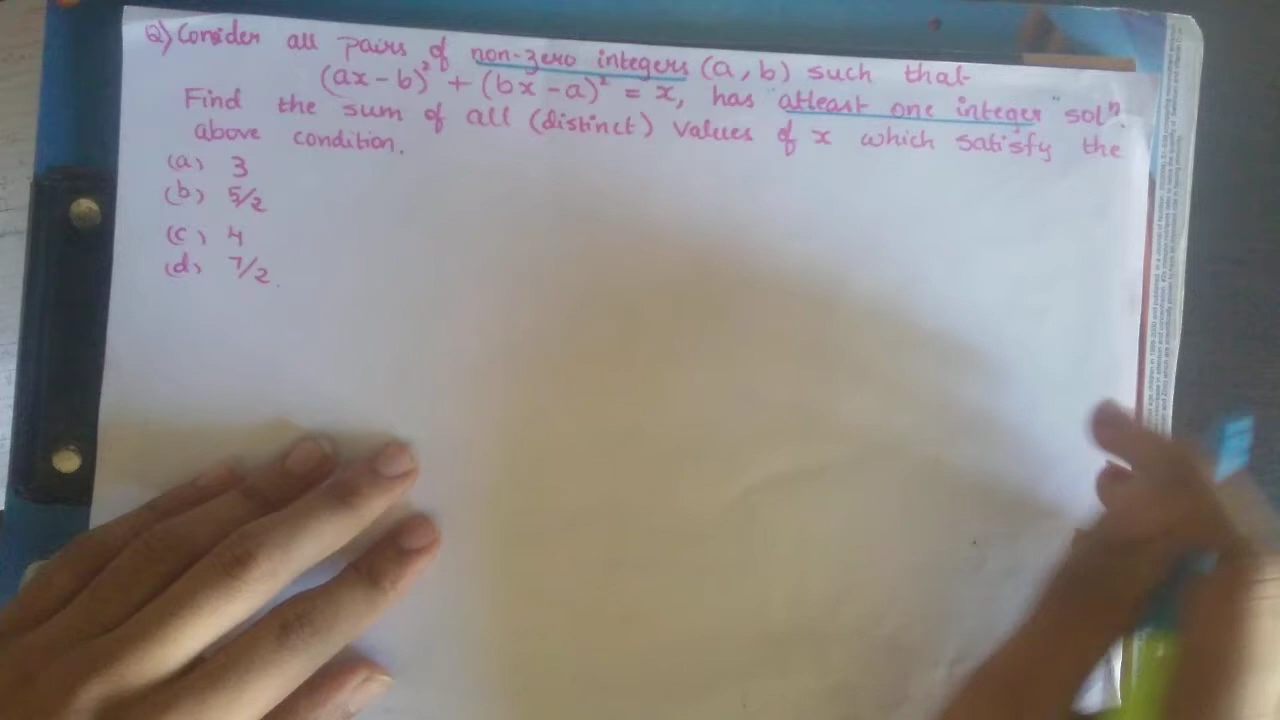 Q) Consider all pairs of non-zero integers (a, b) such that
(ax - b)² + (bx - a)² = x, has "atleast one integer" solⁿ.
Find the sum of all (distinct) values of x which satisfy the
above condition.
(a) 3
(b) 5/2
(c) 4
(d) 7/2